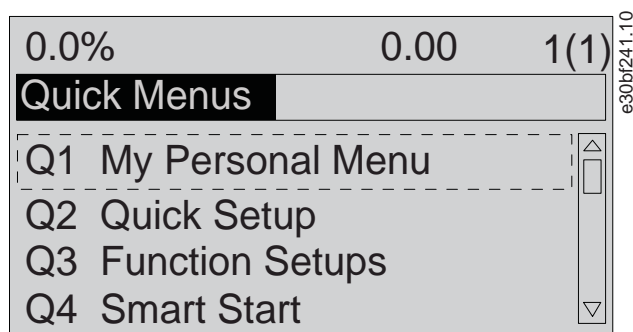 0.0% 0.00 1(1)
Quick Menus
Q1 My Personal Menu
Q2 Quick Setup
Q3 Function Setups
Q4 Smart Start
e30bf241.10